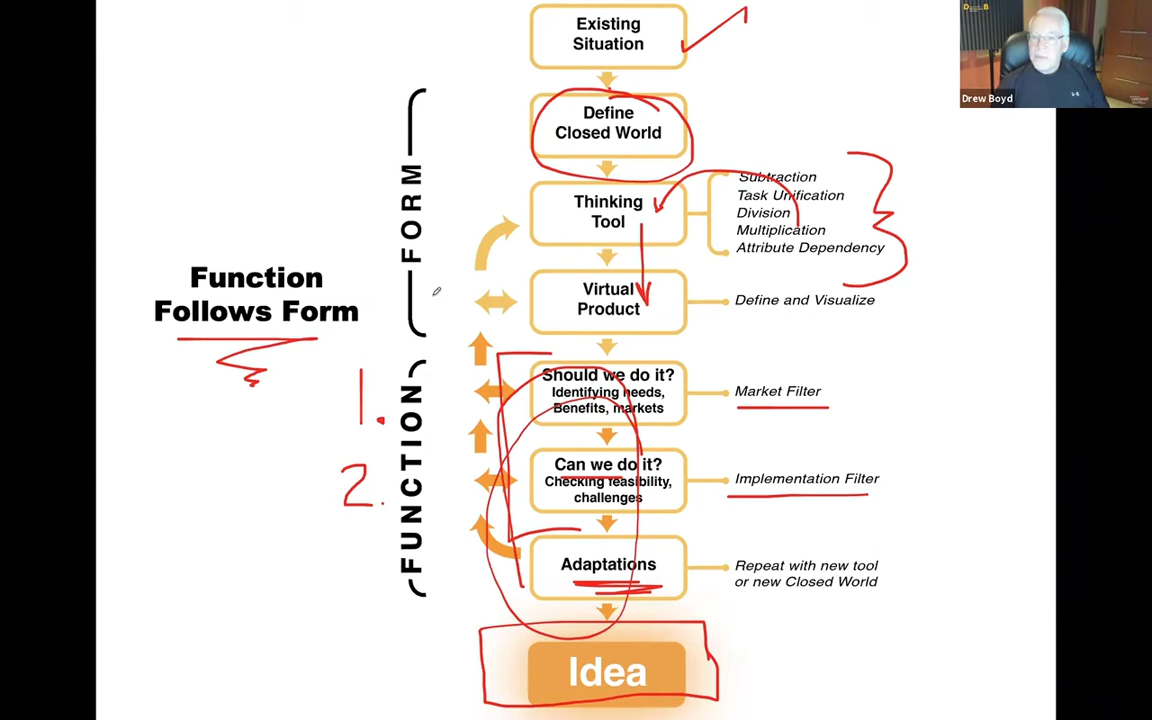 Existing
Situation
Define
Closed World
Thinking
Tool
Subtraction
Task Unification
Division
Multiplication
Attribute Dependency
Virtual
Product
Define and Visualize
Should we do it?
Identifying needs,
Benefits, markets
Market Filter
Can we do it?
Checking feasibility,
challenges
Implementation Filter
Adaptations
Repeat with new tool
or new Closed World
Idea
FORM
FUNCTION
Function
Follows Form
1.
2.
D B
Drew Boyd